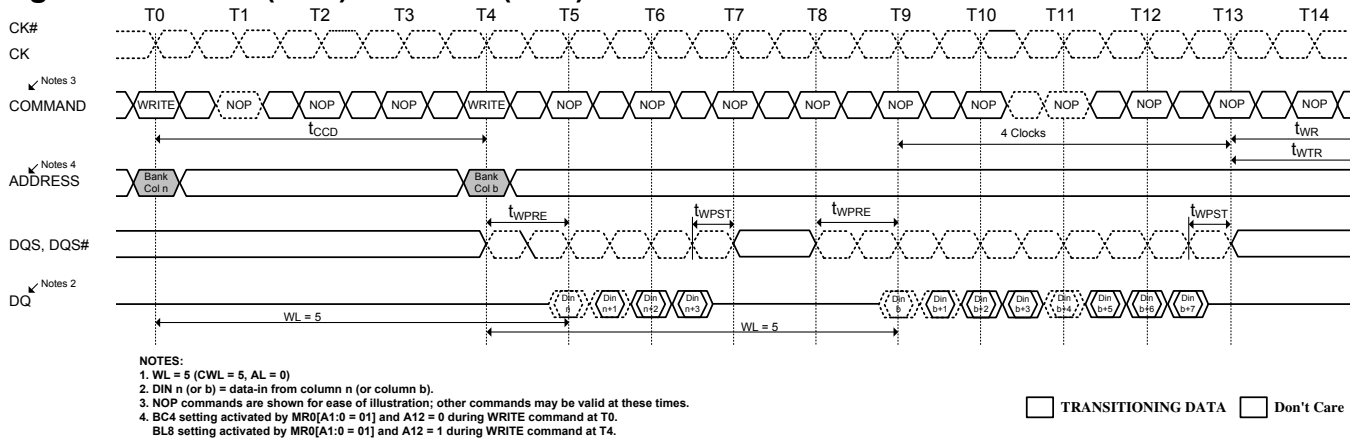 T0 T1 T2 T3 T4 T5 T6 T7 T8 T9 T10 T11 T12 T13 T14
CK#
CK
Notes 3
COMMAND WRITE NOP NOP NOP WRITE NOP NOP NOP NOP NOP NOP NOP NOP NOP NOP
tCCD 4 Clocks tWR
tWTR
Notes 4
ADDRESS Bank Col n Bank Col b
tWPRE tWPST tWPRE tWPST
DQS, DQS#
Notes 2
DQ Din n Din n+1 Din n+2 Din n+3 Din b Din b+1 Din b+2 Din b+3 Din b+4 Din b+5 Din b+6 Din b+7
WL = 5 WL = 5
NOTES:
1. WL = 5 (CWL = 5, AL = 0)
2. DIN n (or b) = data-in from column n (or column b).
3. NOP commands are shown for ease of illustration; other commands may be valid at these times.
4. BC4 setting activated by MR0[A1:0 = 01] and A12 = 0 during WRITE command at T0.
BL8 setting activated by MR0[A1:0 = 01] and A12 = 1 during WRITE command at T4.
TRANSITIONING DATA Don't Care